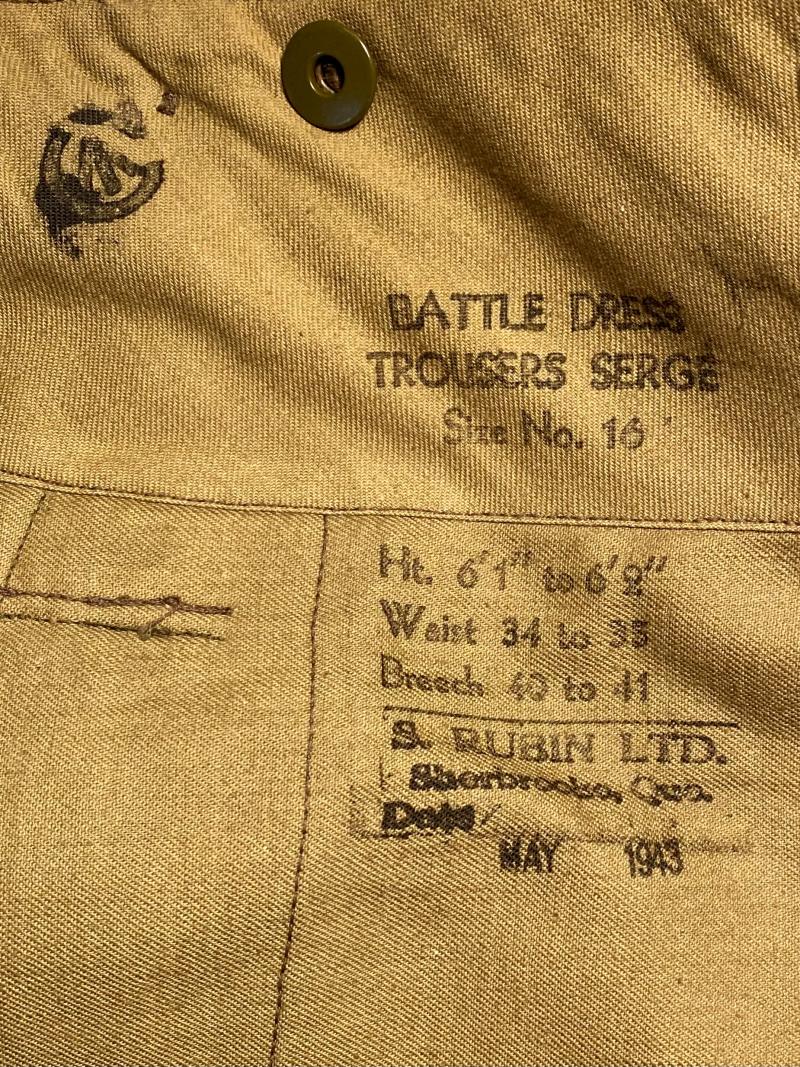 BATTLE DRESS
TROUSERS SERGE
Size No. 16
Ht. 6'1" to 6'2"
Waist 34 to 35
Breech 40 to 41
S. RUBIN LTD.
Sherbrooke, Que.
Date
MAY 1943